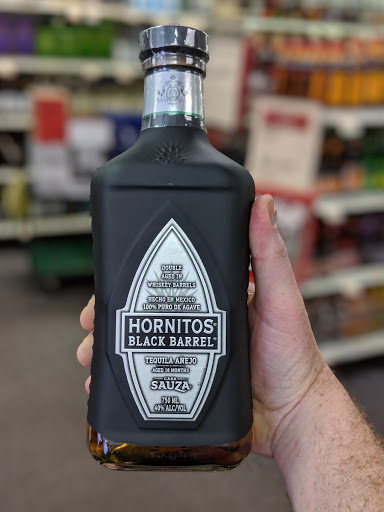 DOUBLE
AGED IN
WHISKEY BARRELS
HECHO EN MEXICO
100% PURO DE AGAVE
HORNITOS
BLACK BARREL
TEQUILA AÑEJO
AGED 18 MONTHS
CASA
SAUZA
750 ML
40% ALC/VOL